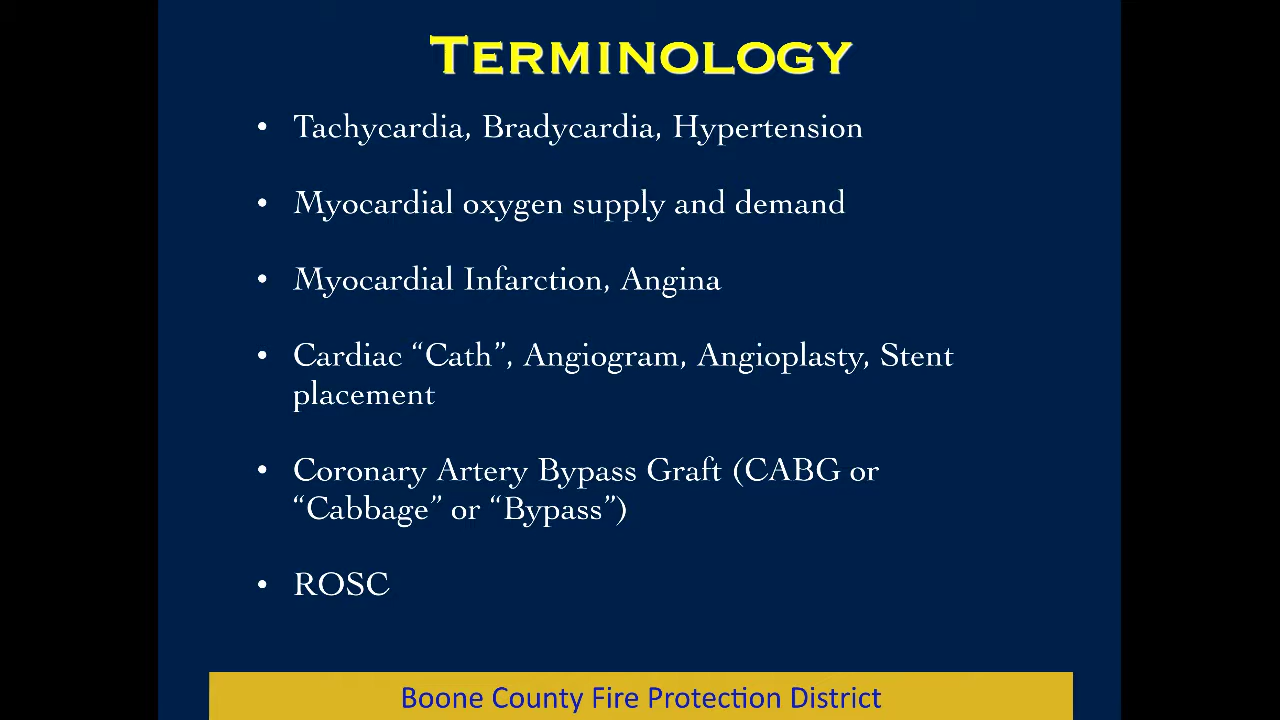 TERMINOLOGY
• Tachycardia, Bradycardia, Hypertension
• Myocardial oxygen supply and demand
• Myocardial Infarction, Angina
• Cardiac “Cath”, Angiogram, Angioplasty, Stent
placement
• Coronary Artery Bypass Graft (CABG or
“Cabbage” or “Bypass”)
• ROSC
Boone County Fire Protection District